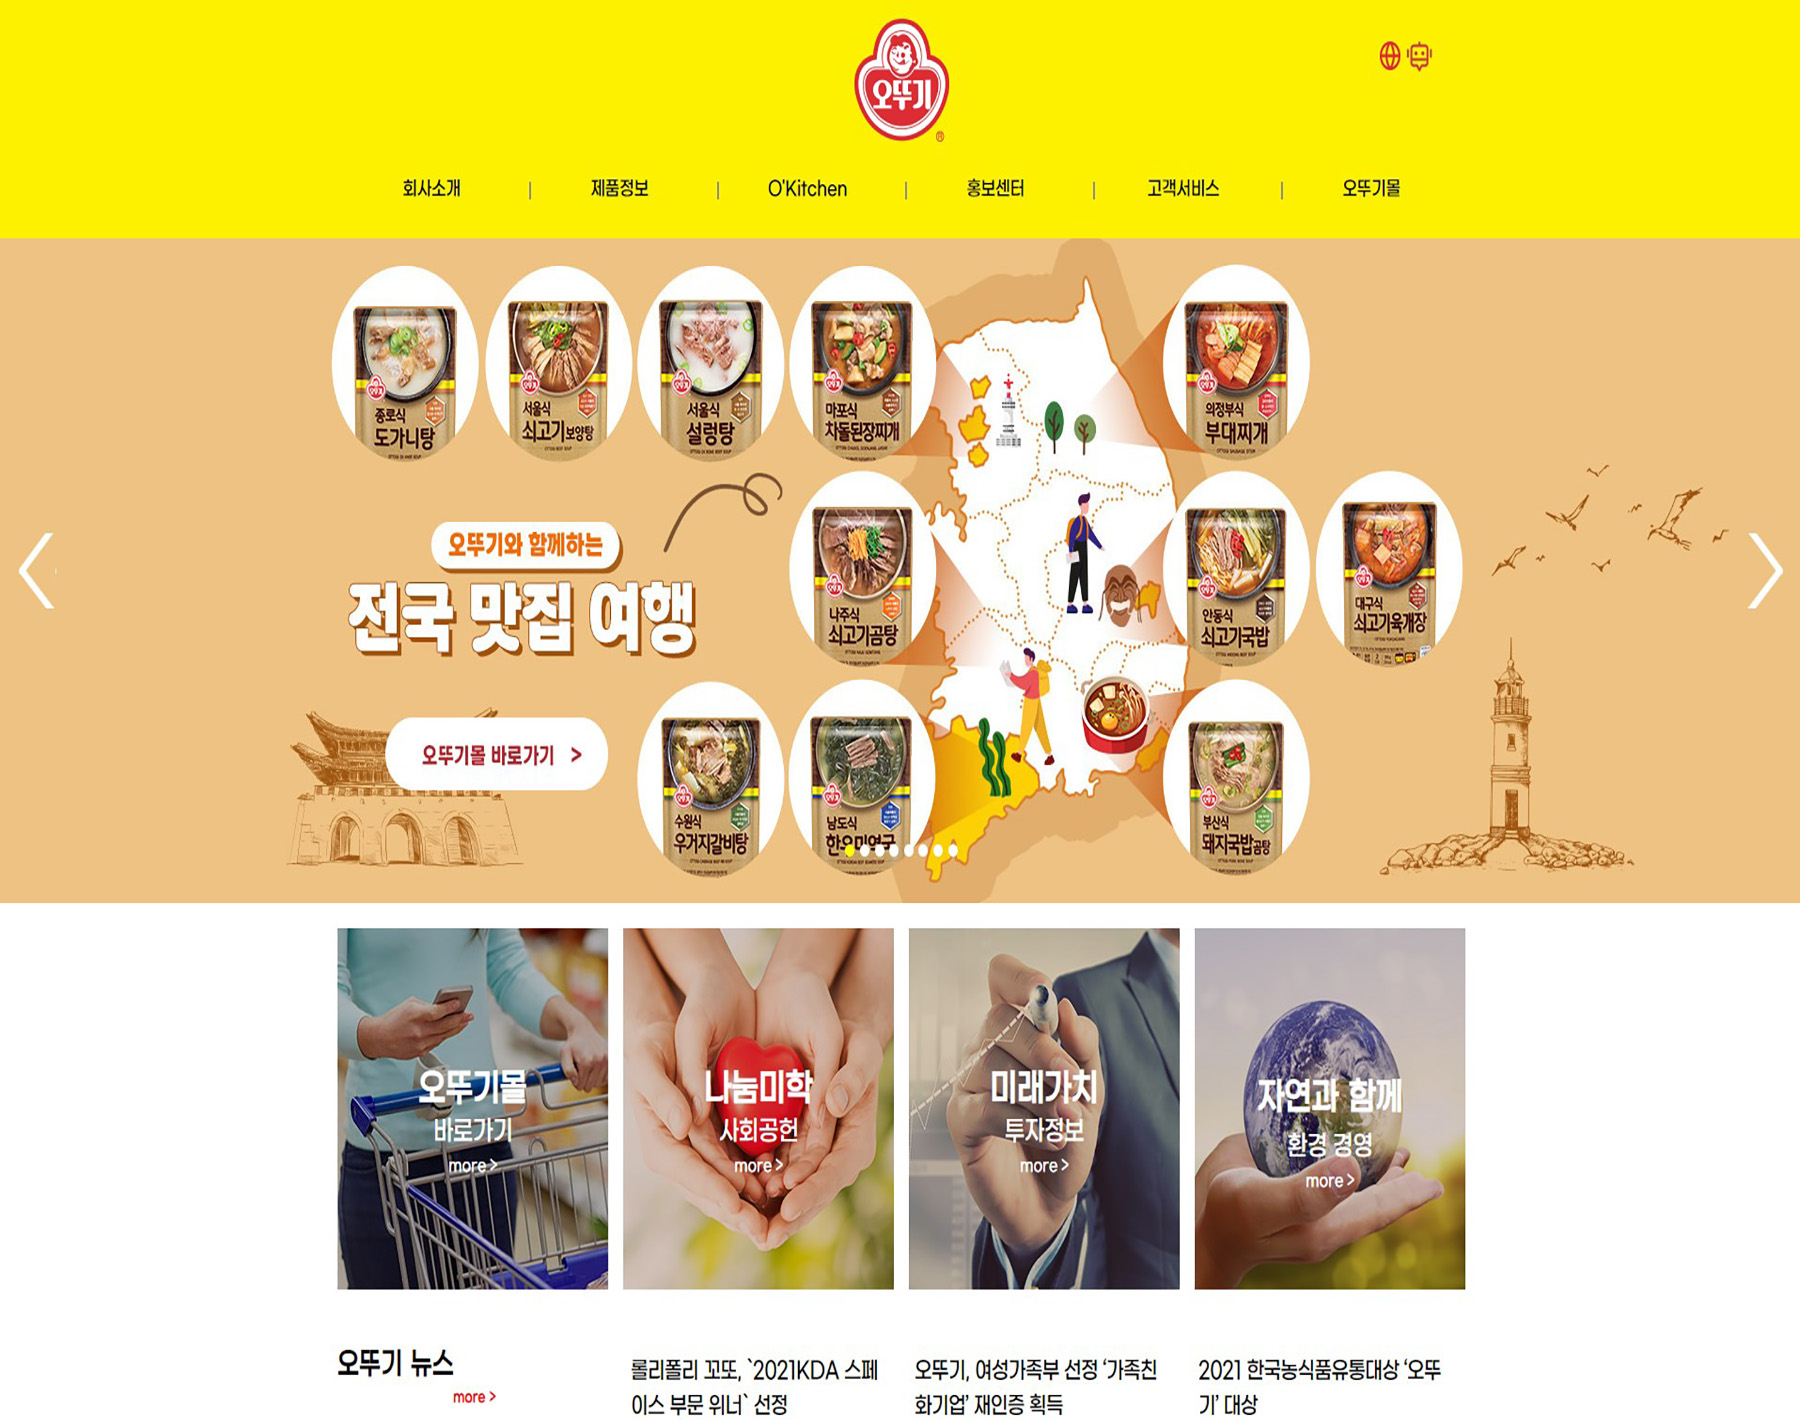 오뚜기
회사소개 | 제품정보 | O'Kitchen | 홍보센터 | 고객서비스 | 오뚜기몰
종로식
도가니탕
서울식
쇠고기보양탕
서울식
설렁탕
마포식
차돌된장찌개
의정부식
부대찌개
오뚜기와 함께하는
전국 맛집 여행
나주식
쇠고기곰탕
안동식
쇠고기국밥
대구식
쇠고기육개장
오뚜기몰 바로가기 >
수원식
우거지갈비탕
남도식
한우미역국
부산식
돼지국밥곰탕
오뚜기몰
바로가기
more >
나눔미학
사회공헌
more >
미래가치
투자정보
more >
자연과 함께
환경 경영
more >
오뚜기 뉴스
more >
롤리폴리 꼬또, `2021KDA 스페
이스 부문 위너` 선정
오뚜기, 여성가족부 선정 ‘가족친
화기업’ 재인증 획득
2021 한국농식품유통대상 ‘오뚜
기’ 대상